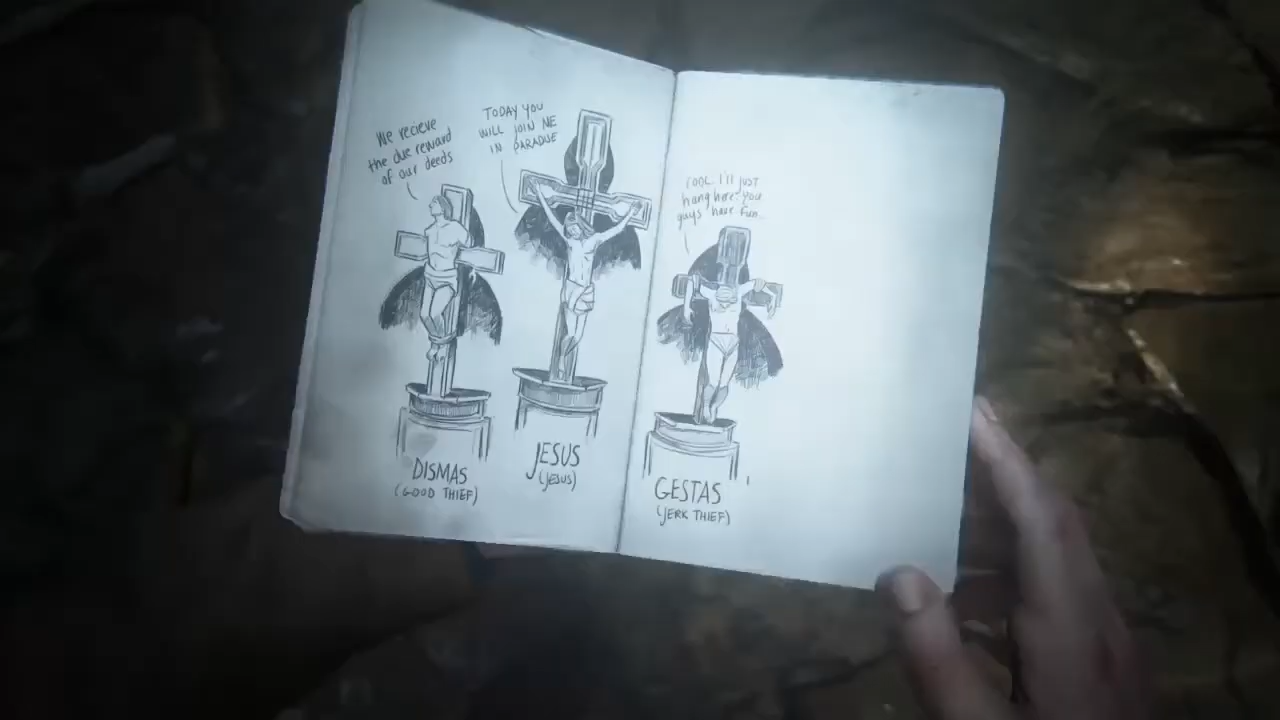 We recieve
the due reward
of our deeds
TODAY YOU
WILL JOIN ME
IN PARADISE
COOL. I'll JUST
hang here. you
guys have fun...
DISMAS
(GOOD THIEF)
JESUS
(JESUS)
GESTAS
(JERK THIEF)